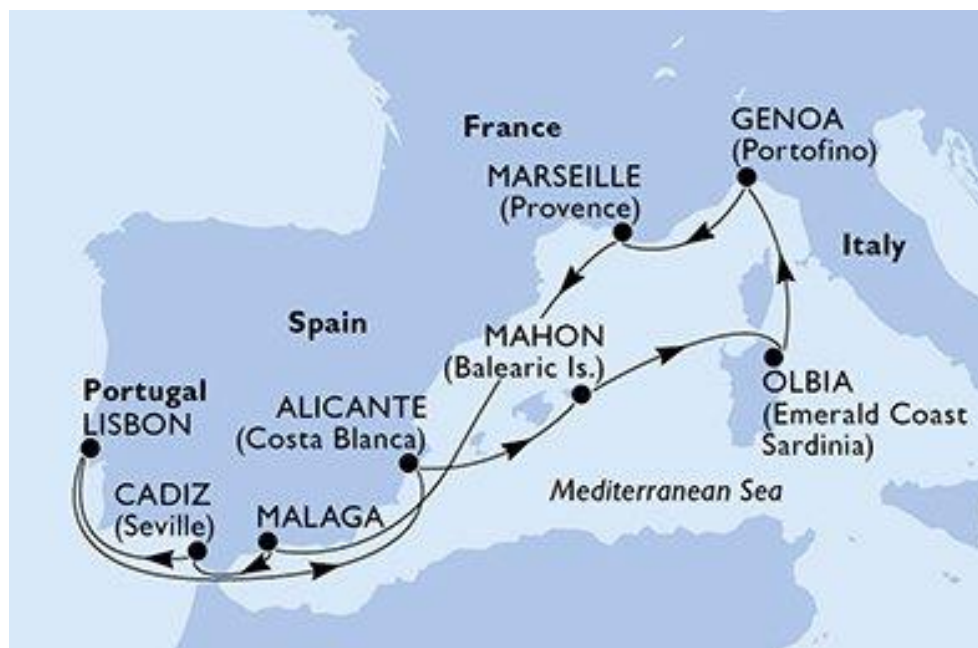 France
GENOA
(Portofino)
MARSEILLE
(Provence)
Italy
Spain
MAHON
(Balearic Is.)
Portugal
LISBON
ALICANTE
(Costa Blanca)
OLBIA
(Emerald Coast
Sardinia)
CADIZ
(Seville)
MALAGA
Mediterranean Sea